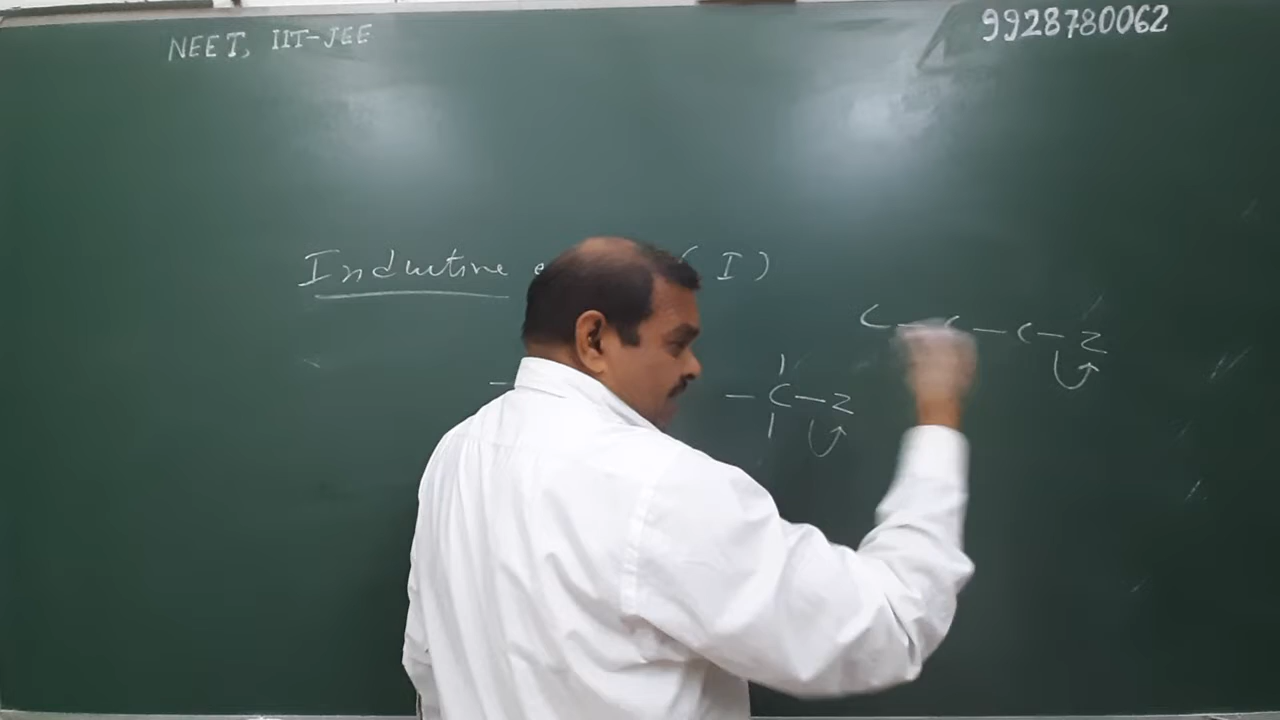 NEET, IIT-JEE
9928780062
Inductive ( I )
C — C — C — Z
— C — Z